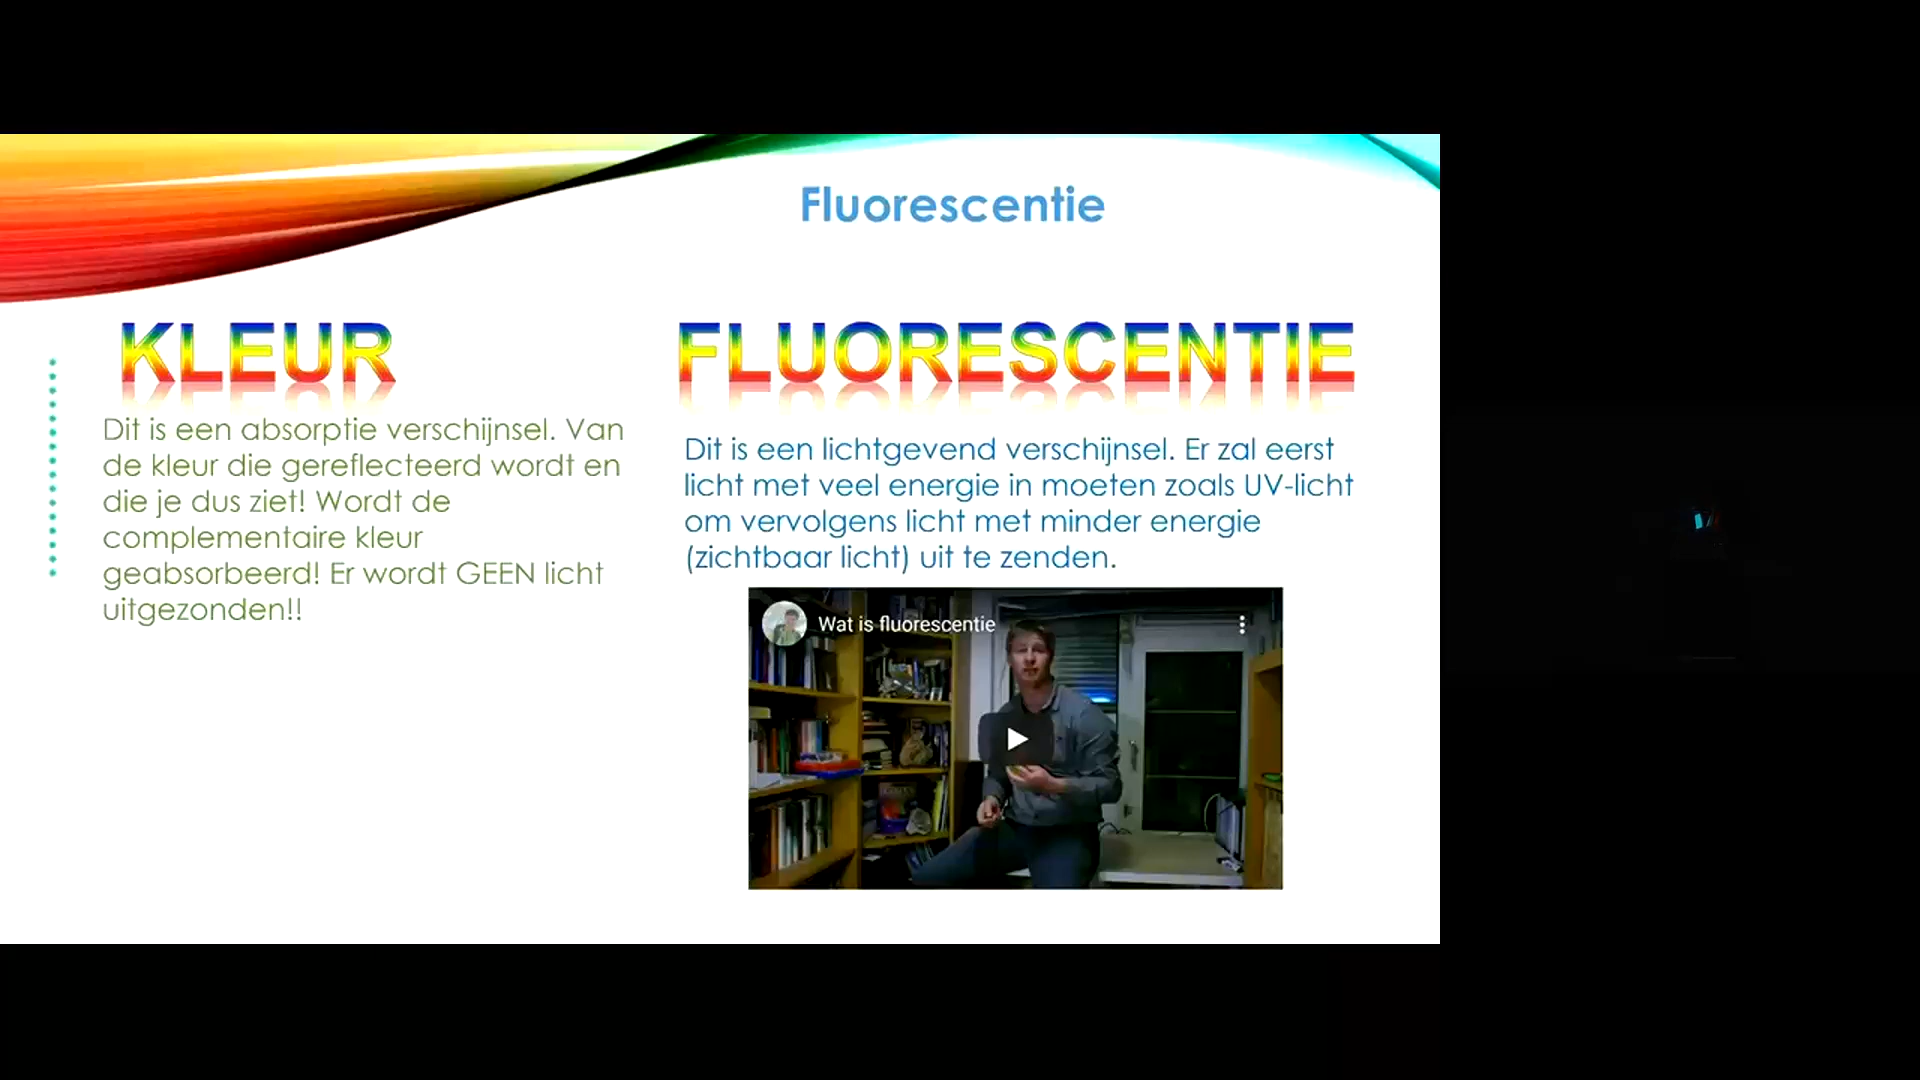 Fluorescentie
KLEUR
Dit is een absorptie verschijnsel. Van
de kleur die gereflecteerd wordt en
die je dus ziet! Wordt de
complementaire kleur
geabsorbeerd! Er wordt GEEN licht
uitgezonden!!
FLUORESCENTIE
Dit is een lichtgevend verschijnsel. Er zal eerst
licht met veel energie in moeten zoals UV-licht
om vervolgens licht met minder energie
(zichtbaar licht) uit te zenden.
Wat is fluorescentie